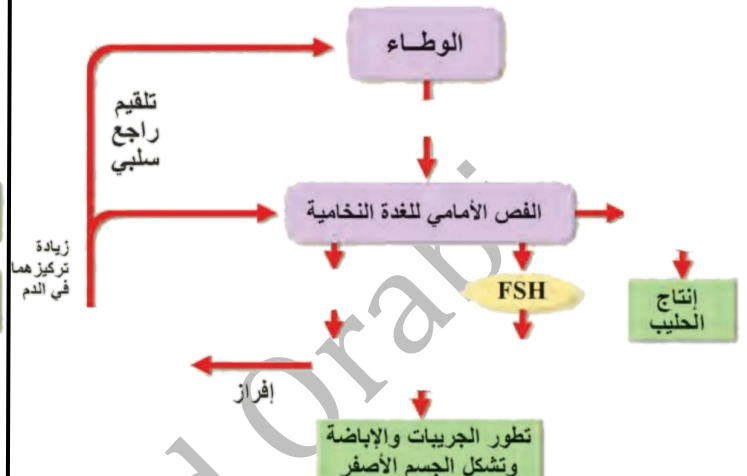 الوطــاء
تلقيم
راجع
سلبي
الفص الأمامي للغدة النخامية
زيادة
تركيزهما
في الدم
FSH
إنتاج
الحليب
إفراز
تطور الجريبات والإباضة
وتشكل الجسم الأصفر